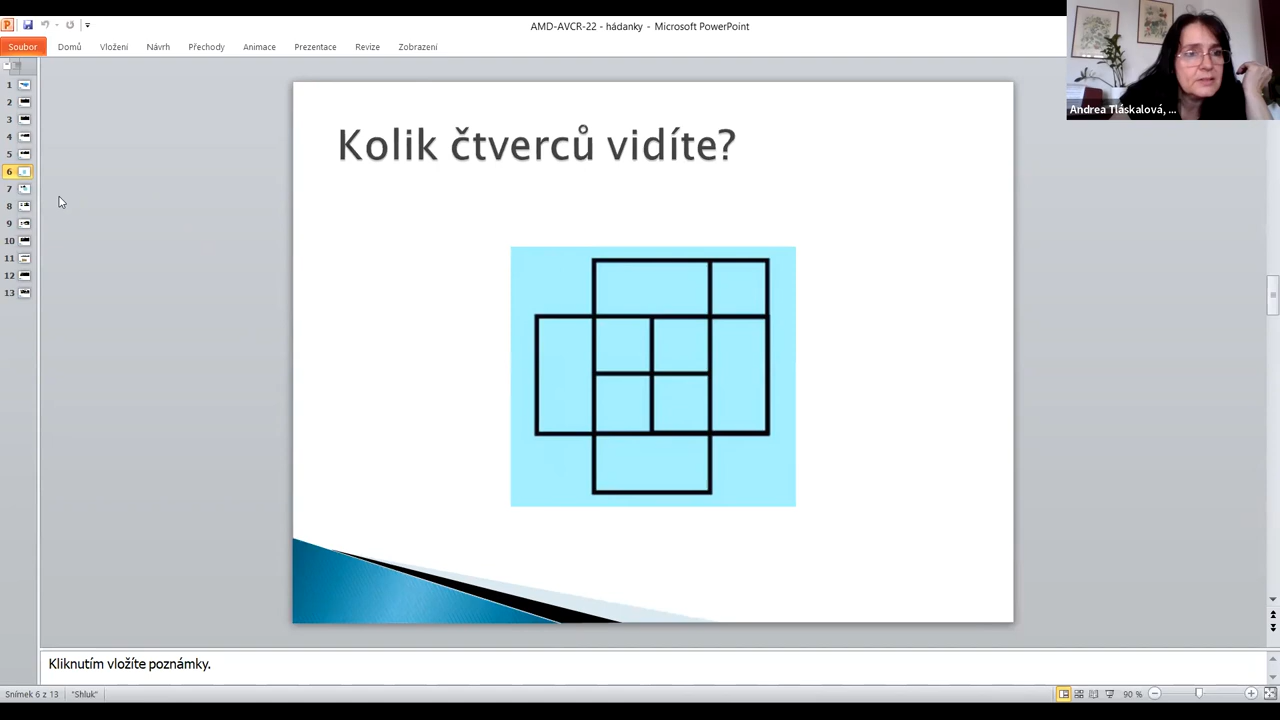 AMD-AVCR-22 - hádanky - Microsoft PowerPoint
Soubor Domů Vložení Návrh Přechody Animace Prezentace Revize Zobrazení
Andrea Tláskalová, ...
1
2
3
4
5
6
7
8
9
10
11
12
13
Kolik čtverců vidíte?
Kliknutím vložíte poznámky.
Snímek 6 z 13 "Shluk" 90 %